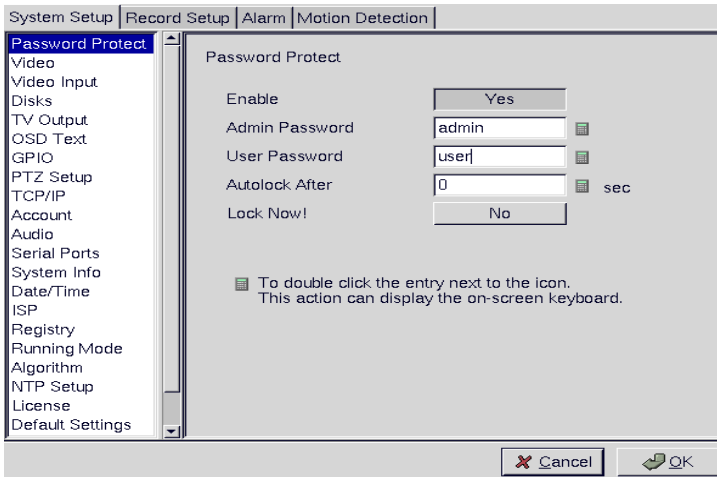 System Setup Record Setup Alarm Motion Detection
Password Protect
Video
Video Input
Disks
TV Output
OSD Text
GPIO
PTZ Setup
TCP/IP
Account
Audio
Serial Ports
System Info
Date/Time
ISP
Registry
Running Mode
Algorithm
NTP Setup
License
Default Settings
Password Protect
Enable Yes
Admin Password admin
User Password user
Autolock After 0 sec
Lock Now! No
To double click the entry next to the icon.
This action can display the on-screen keyboard.
Cancel OK